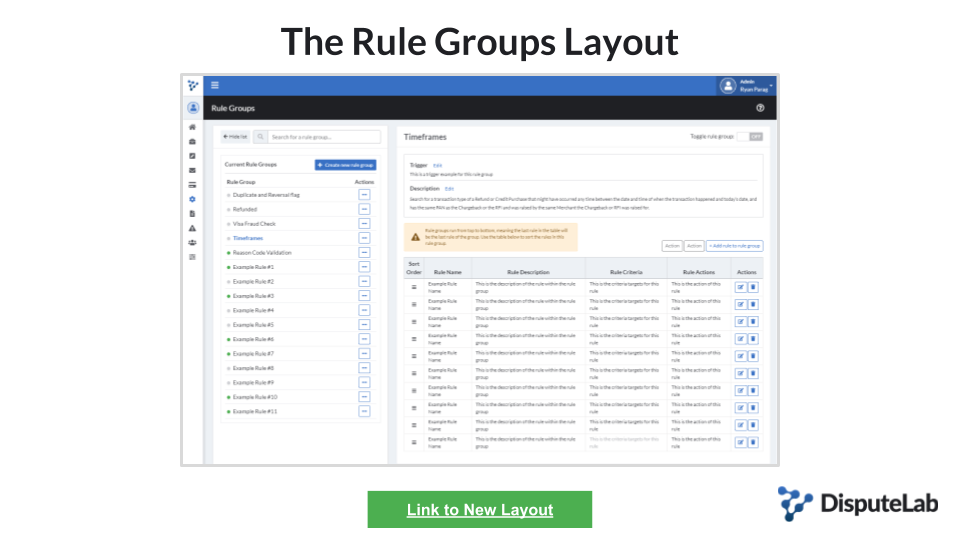 The Rule Groups Layout
Admin
Ryan Parag
Rule Groups
Hide list
Search for a rule group...
Current Rule Groups
+ Create new rule group
Rule Group Actions
Duplicate and Reversal flag
Refunded
Visa Fraud Check
Timeframes
Reason Code Validation
Example Rule #1
Example Rule #2
Example Rule #3
Example Rule #4
Example Rule #5
Example Rule #6
Example Rule #7
Example Rule #8
Example Rule #9
Example Rule #10
Example Rule #11
Timeframes
Toggle rule group: OFF
Trigger Edit
This is a trigger example for this rule group
Description Edit
Search for a transaction type of a Refund or Credit Purchase that might have occurred any time between the date and time of when the transaction happened and today's date, and
has the same PAN as the Chargeback or the RFI and was raised by the same Merchant the Chargeback or RFI was raised for.
Rule groups run from top to bottom, meaning the last rule in the table will
be the last rule of the group. Use the table below to sort the rules in this
rule group.
Action Action + Add rule to rule group
Sort
Order Rule Name Rule Description Rule Criteria Rule Actions Actions
Example Rule This is the description of the rule within the rule This is the criteria targets for this This is the action of this
Name group rule rule
Example Rule This is the description of the rule within the rule This is the criteria targets for this This is the action of this
Name group rule rule
Example Rule This is the description of the rule within the rule This is the criteria targets for this This is the action of this
Name group rule rule
Example Rule This is the description of the rule within the rule This is the criteria targets for this This is the action of this
Name group rule rule
Example Rule This is the description of the rule within the rule This is the criteria targets for this This is the action of this
Name group rule rule
Example Rule This is the description of the rule within the rule This is the criteria targets for this This is the action of this
Name group rule rule
Example Rule This is the description of the rule within the rule This is the criteria targets for this This is the action of this
Name group rule rule
Example Rule This is the description of the rule within the rule This is the criteria targets for this This is the action of this
Name group rule rule
Example Rule This is the description of the rule within the rule This is the criteria targets for this This is the action of this
Name group rule rule
Example Rule This is the description of the rule within the rule This is the criteria targets for this This is the action of this
Name group rule rule
Link to New Layout
DisputeLab